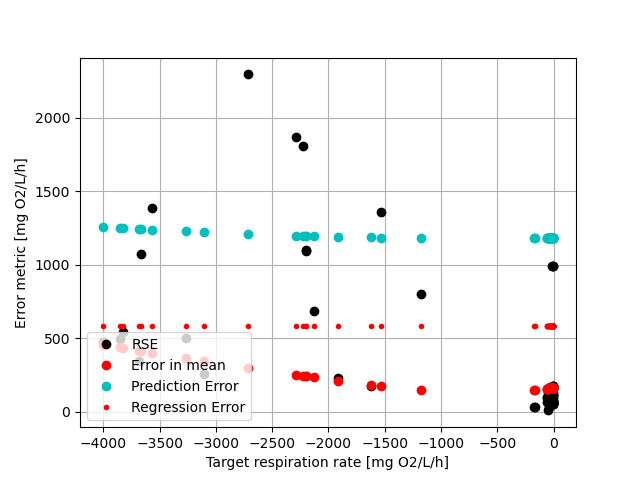 2000
1500
1000
500
0
Error metric [mg O2/L/h]
RSE
Error in mean
Prediction Error
Regression Error
−4000 −3500 −3000 −2500 −2000 −1500 −1000 −500 0
Target respiration rate [mg O2/L/h]